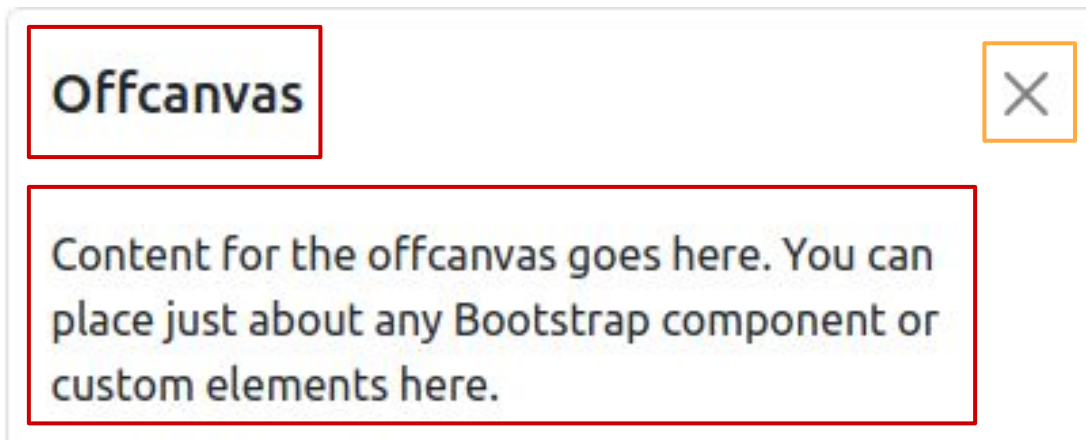 Offcanvas
Content for the offcanvas goes here. You can
place just about any Bootstrap component or
custom elements here.